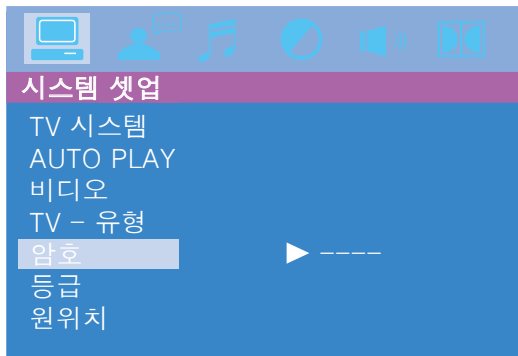 시스템 셋업
TV 시스템
AUTO PLAY
비디오
TV - 유형
암호 ▶ ----
등급
원위치